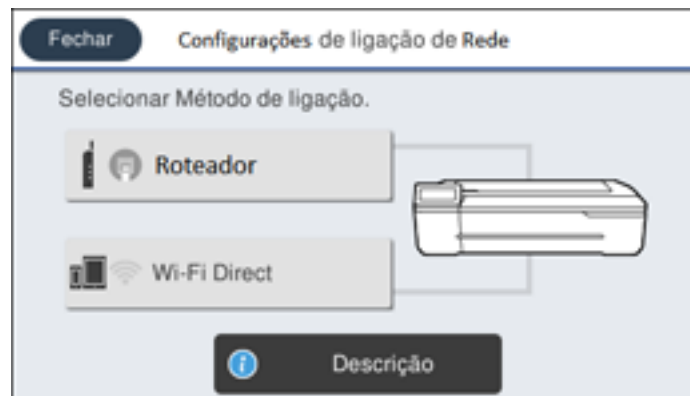 Fechar
Configurações de ligação de Rede
Selecionar Método de ligação.
Roteador
Wi-Fi Direct
Descrição